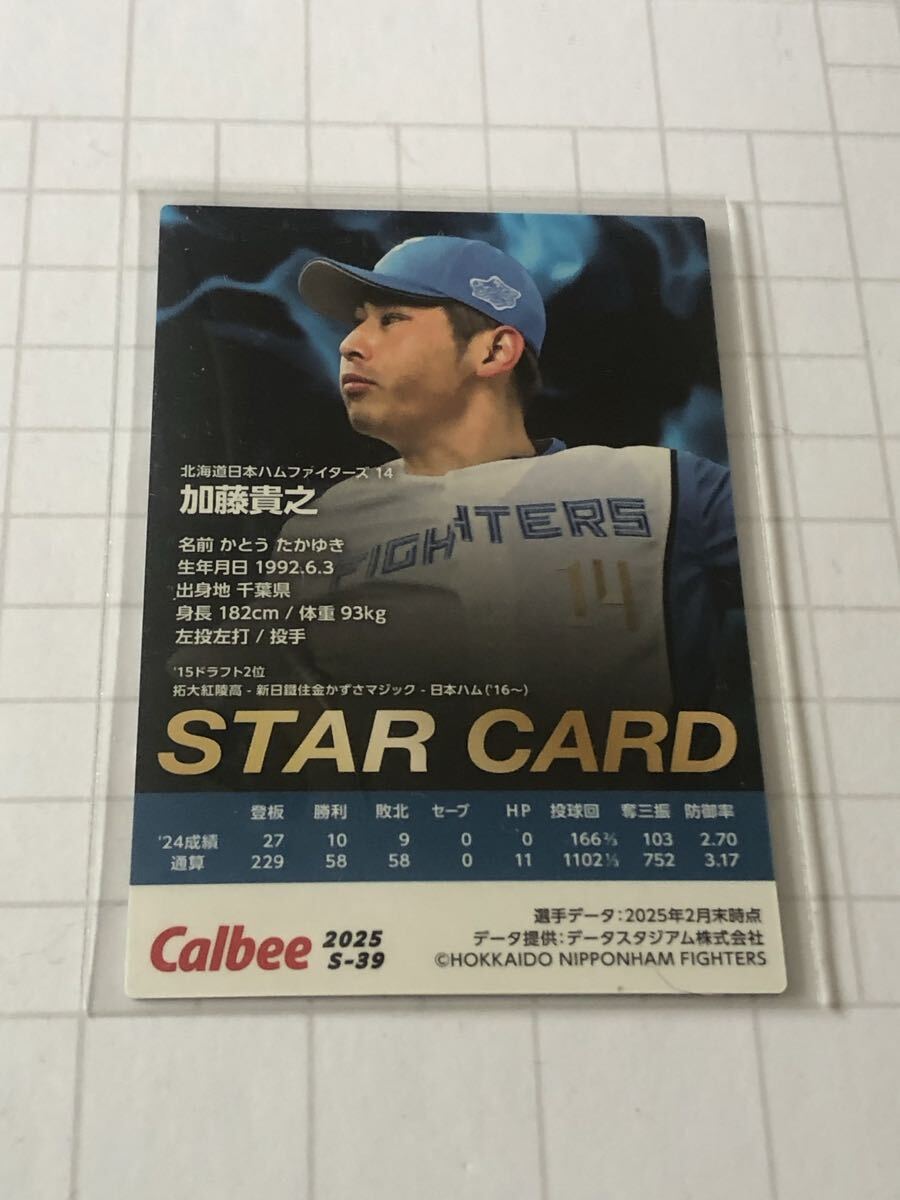 北海道日本ハムファイターズ 14
加藤貴之
FIGHTERS
14
名前 かとう たかゆき
生年月日 1992.6.3
出身地 千葉県
身長 182cm / 体重 93kg
左投左打 / 投手
'15ドラフト2位
拓大紅陵高 - 新日鐵住金かずさマジック - 日本ハム('16〜)
STAR CARD
登板 勝利 敗北 セーブ HP 投球回 奪三振 防御率
'24成績 27 10 9 0 0 166⅔ 103 2.70
通算 229 58 58 0 11 1102⅓ 752 3.17
Calbee 2025 S-39
選手データ:2025年2月末時点
データ提供:データスタジアム株式会社
©HOKKAIDO NIPPONHAM FIGHTERS